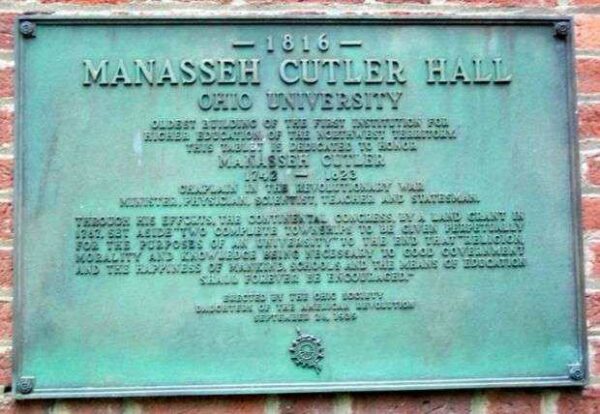 — 1816 —
MANASSEH CUTLER HALL
OHIO UNIVERSITY
OLDEST BUILDING OF THE FIRST INSTITUTION FOR
HIGHER EDUCATION OF THE NORTHWEST TERRITORY.
THIS TABLET IS DEDICATED TO HONOR
MANASSEH CUTLER
1742 — 1823
CHAPLAIN IN THE REVOLUTIONARY WAR
MINISTER, PHYSICIAN, SCIENTIST, TEACHER AND STATESMAN.
THROUGH HIS EFFORTS, THE CONTINENTAL CONGRESS, BY A LAND GRANT IN
SET ASIDE "TWO COMPLETE TOWNSHIPS TO BE GIVEN PERPETUALLY
FOR THE PURPOSES OF AN UNIVERSITY" TO THE END THAT "RELIGION,
MORALITY AND KNOWLEDGE BEING NECESSARY TO GOOD GOVERNMENT
AND THE HAPPINESS OF MANKIND, SCHOOLS AND THE MEANS OF EDUCATION
SHALL FOREVER BE ENCOURAGED."
ERECTED BY THE OHIO SOCIETY
DAUGHTERS OF THE AMERICAN REVOLUTION
SEPTEMBER 24,